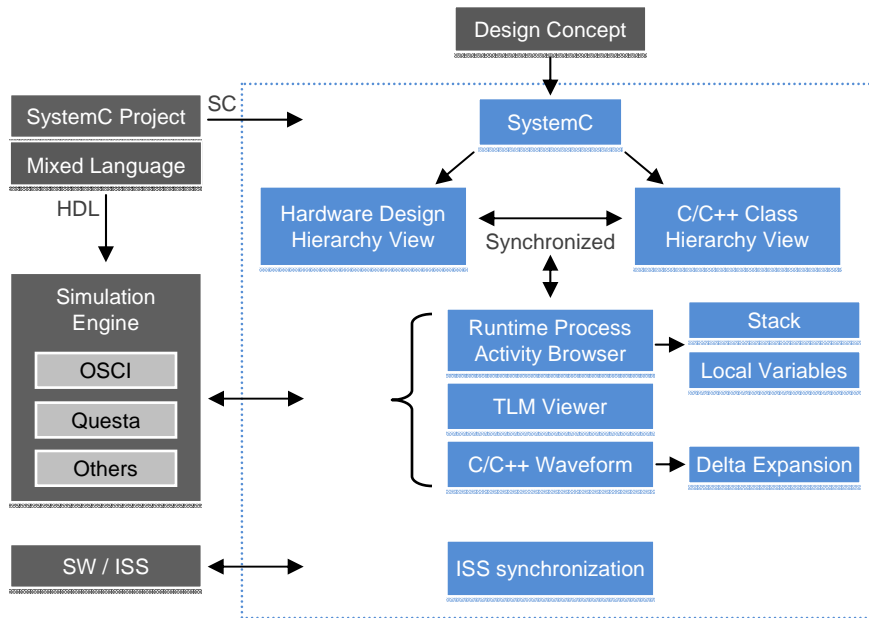 Design Concept
SC
SystemC Project
SystemC
Mixed Language
HDL
Hardware Design
Hierarchy View
Synchronized
C/C++ Class
Hierarchy View
Simulation
Engine
OSCI
Questa
Others
Runtime Process
Activity Browser
Stack
Local Variables
TLM Viewer
C/C++ Waveform
Delta Expansion
SW / ISS
ISS synchronization